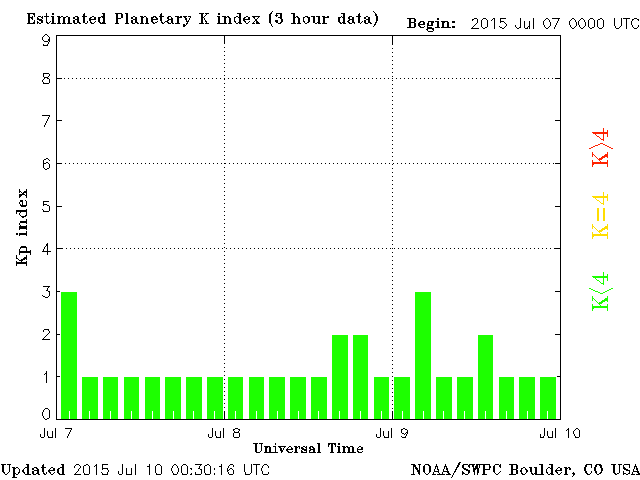 Estimated Planetary K index (3 hour data)
Begin: 2015 Jul 07 0000 UTC
9
8
7
6
5
4
3
2
1
0
Kp index
K>4
K=4
K<4
Jul 7
Jul 8
Jul 9
Jul 10
Universal Time
Updated 2015 Jul 10 00:30:16 UTC
NOAA/SWPC Boulder, CO USA